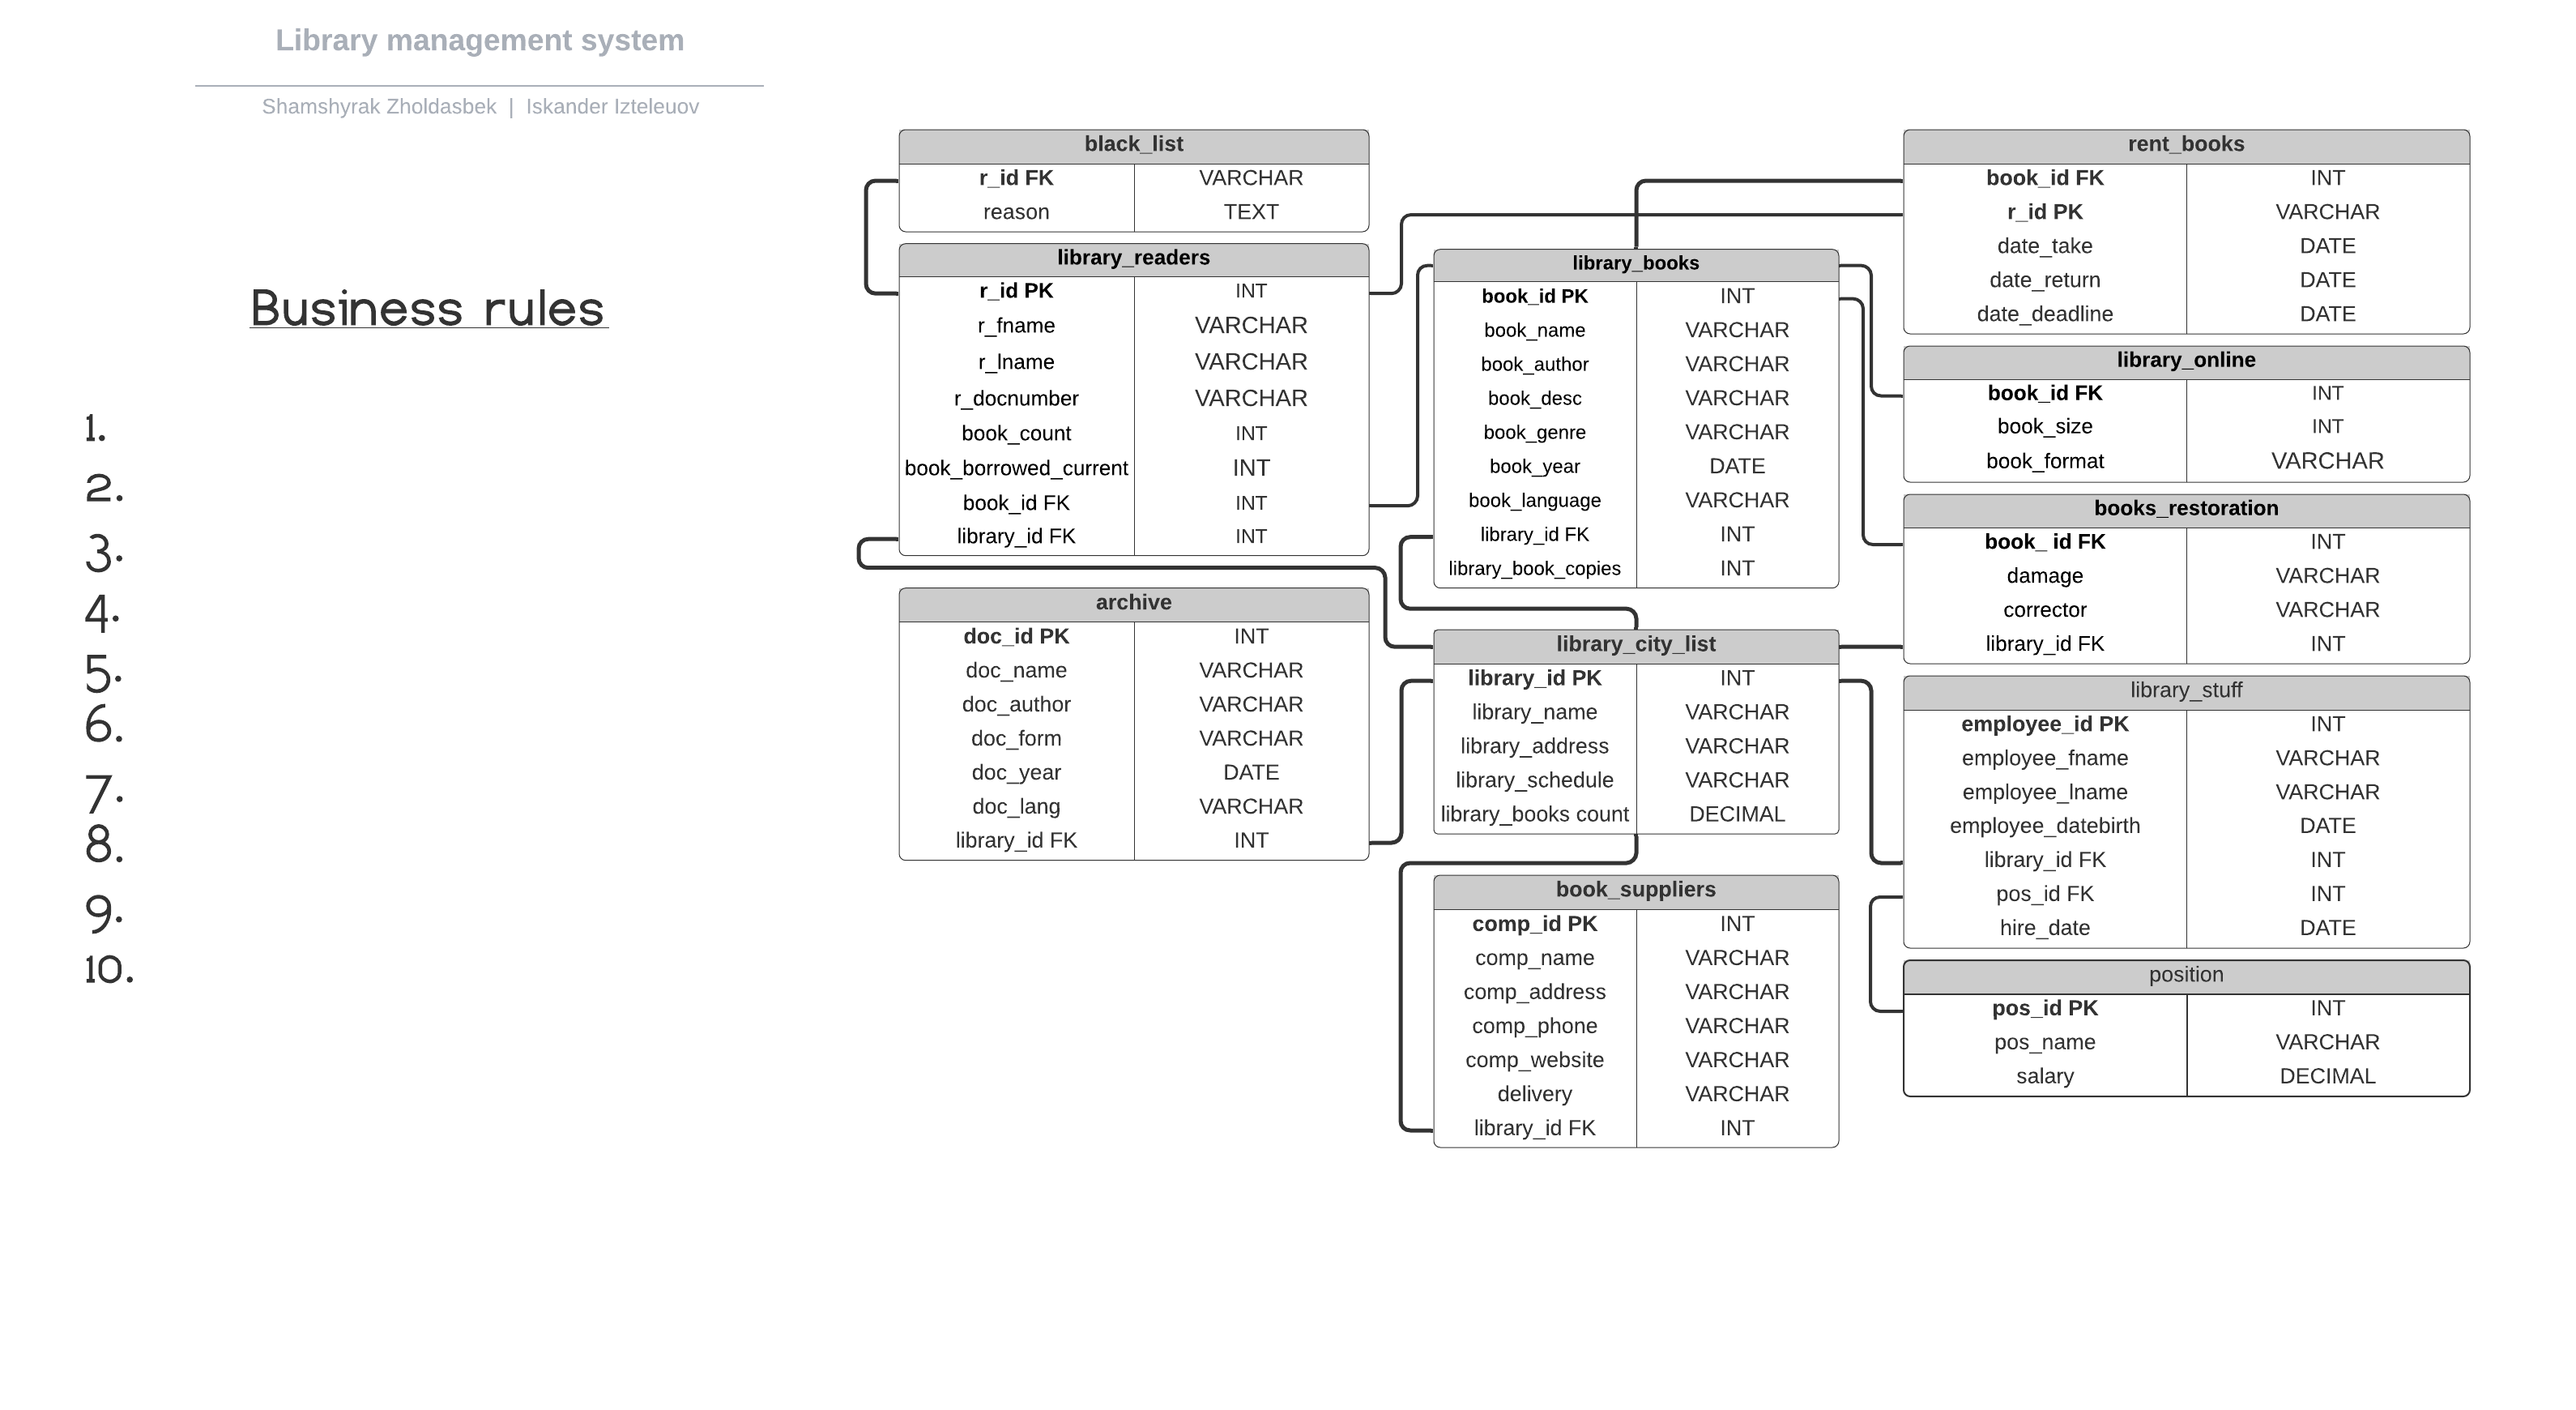 Library management system
Shamshyrak Zholdasbek | Iskander Izteleuov
Business rules
1.
2.
3.
4.
5.
6.
7.
8.
9.
10.
black_list
r_id FK VARCHAR
reason TEXT
library_readers
r_id PK INT
r_fname VARCHAR
r_lname VARCHAR
r_docnumber VARCHAR
book_count INT
book_borrowed_current INT
book_id FK INT
library_id FK INT
archive
doc_id PK INT
doc_name VARCHAR
doc_author VARCHAR
doc_form VARCHAR
doc_year DATE
doc_lang VARCHAR
library_id FK INT
library_books
book_id PK INT
book_name VARCHAR
book_author VARCHAR
book_desc VARCHAR
book_genre VARCHAR
book_year DATE
book_language VARCHAR
library_id FK INT
library_book_copies INT
library_city_list
library_id PK INT
library_name VARCHAR
library_address VARCHAR
library_schedule VARCHAR
library_books count DECIMAL
book_suppliers
comp_id PK INT
comp_name VARCHAR
comp_address VARCHAR
comp_phone VARCHAR
comp_website VARCHAR
delivery VARCHAR
library_id FK INT
rent_books
book_id FK INT
r_id PK VARCHAR
date_take DATE
date_return DATE
date_deadline DATE
library_online
book_id FK INT
book_size INT
book_format VARCHAR
books_restoration
book_ id FK INT
damage VARCHAR
corrector VARCHAR
library_id FK INT
library_stuff
employee_id PK INT
employee_fname VARCHAR
employee_lname VARCHAR
employee_datebirth DATE
library_id FK INT
pos_id FK INT
hire_date DATE
position
pos_id PK INT
pos_name VARCHAR
salary DECIMAL